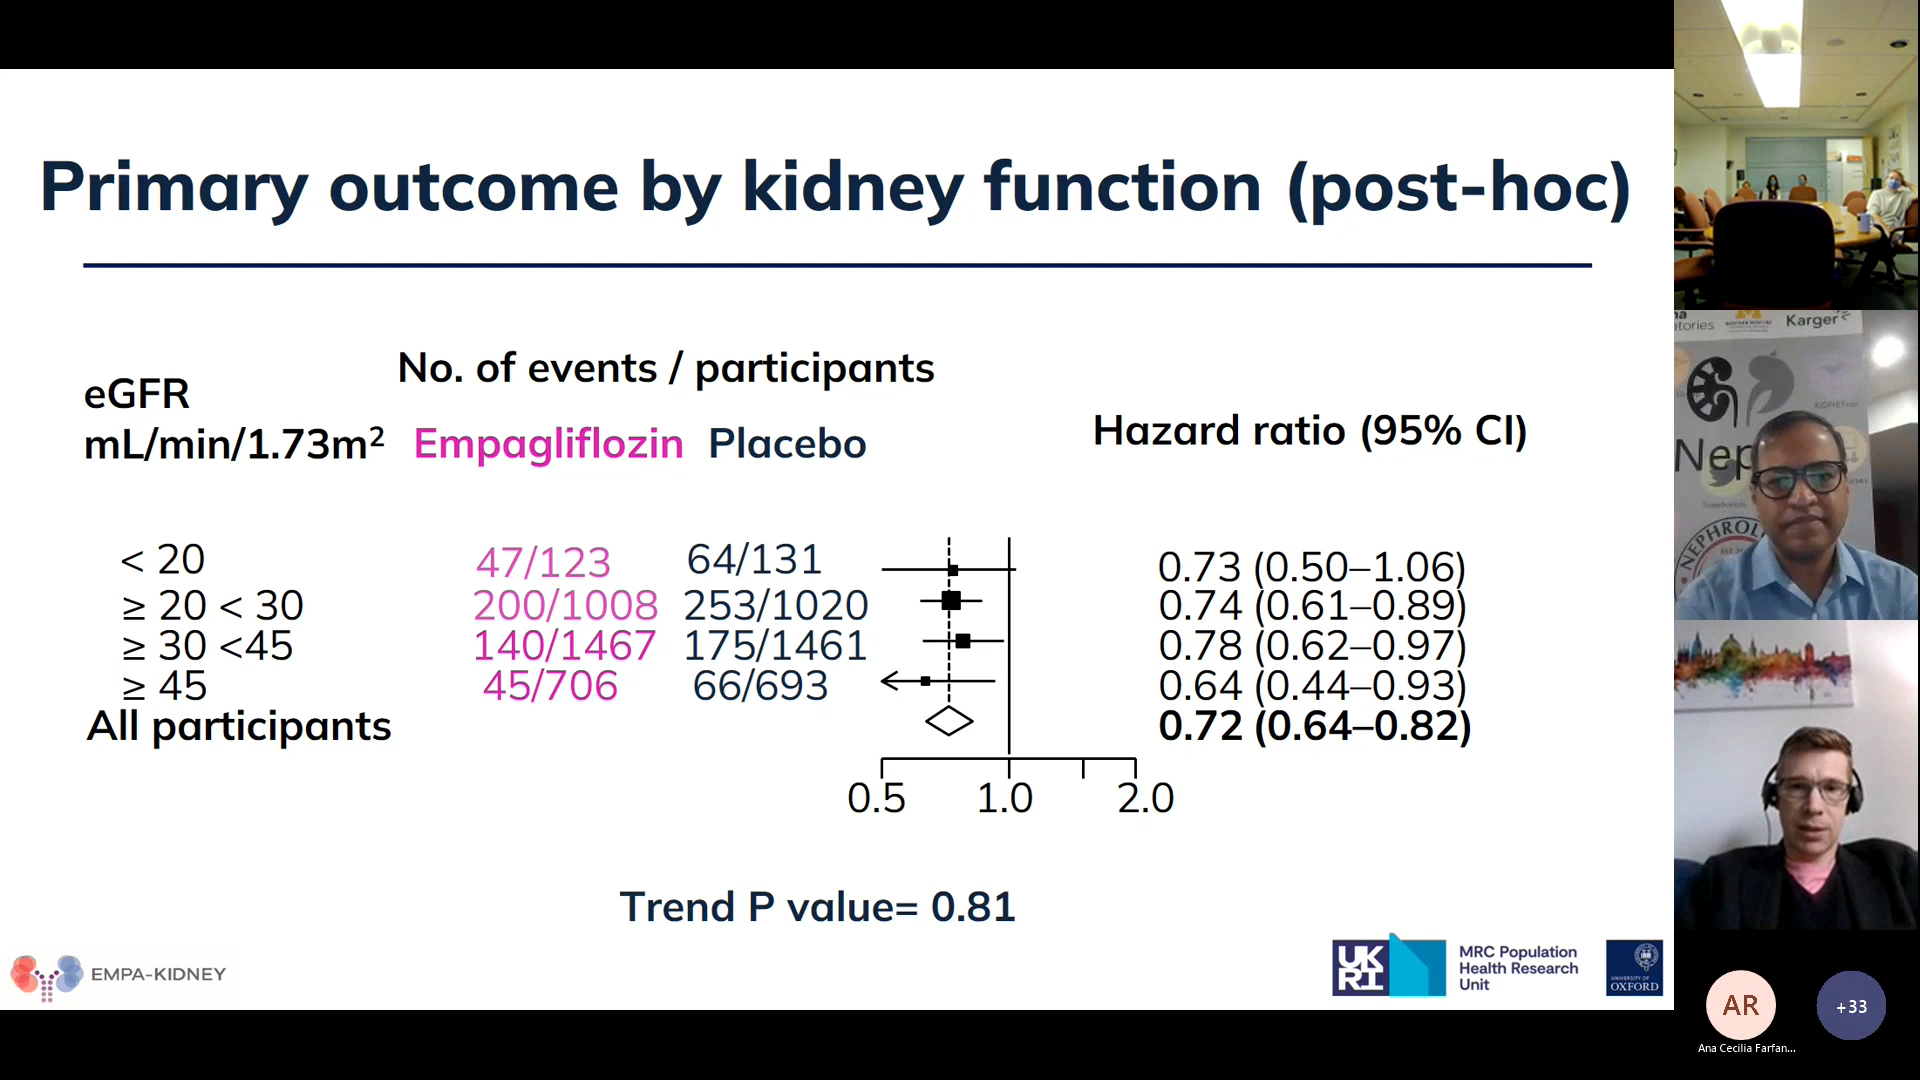 Primary outcome by kidney function (post-hoc)
No. of events / participants
eGFR
mL/min/1.73m²
Empagliflozin
Placebo
Hazard ratio (95% CI)
< 20 47/123 64/131 0.73 (0.50–1.06)
≥ 20 < 30 200/1008 253/1020 0.74 (0.61–0.89)
≥ 30 <45 140/1467 175/1461 0.78 (0.62–0.97)
≥ 45 45/706 66/693 0.64 (0.44–0.93)
All participants 0.72 (0.64–0.82)
0.5 1.0 2.0
Trend P value= 0.81
EMPA-KIDNEY
UK
RI
MRC Population
Health Research
Unit
UNIVERSITY OF
OXFORD
Karger
Nep
NEPHROL
AR
+33
Ana Cecilia Farfan...